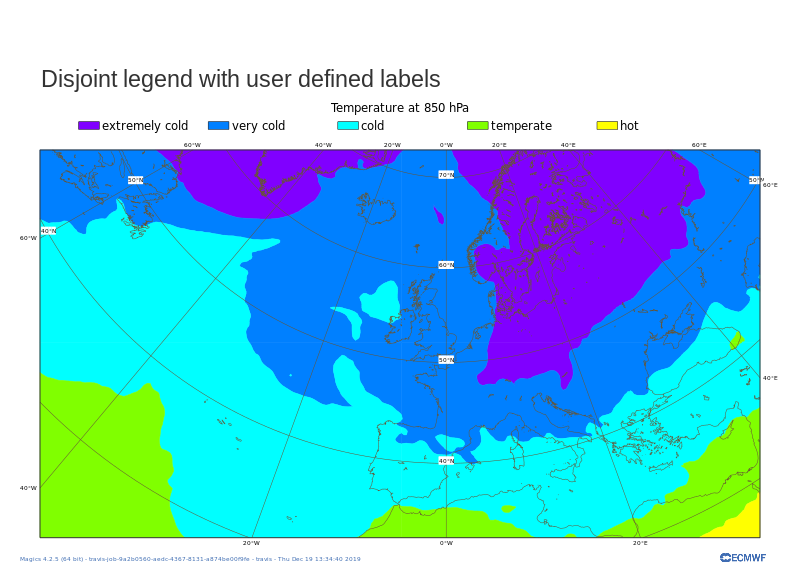 Disjoint legend with user defined labels
Temperature at 850 hPa
extremely cold very cold cold temperate hot
60°W 40°W 20°W 0°W 20°E 40°E 60°E
50°N 70°N 50°N
60°E
40°N
60°W
60°N
50°N
40°E
40°N
40°W
20°W 0°W 20°E
Magics 4.2.5 (64 bit) - travis-job-9a2b0560-aedc-4367-8131-a874be00f9fe - travis - Thu Dec 19 13:34:40 2019
ECMWF